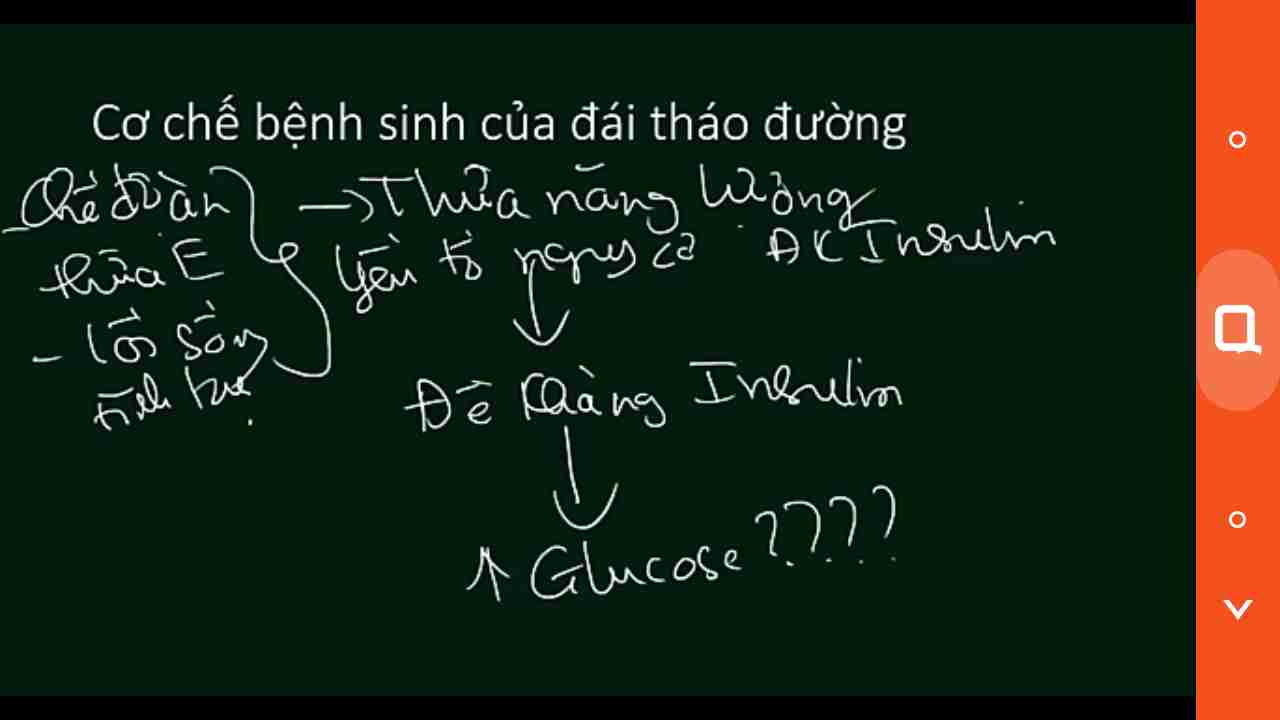 Cơ chế bệnh sinh của đái tháo đường
- Chế độ ăn
thừa E
- lối sống
tĩnh tại
→ Thừa năng lượng
yếu tố nguy cơ ĐK Insulin
↓
Đề kháng Insulin
↓
↑ Glucose ????